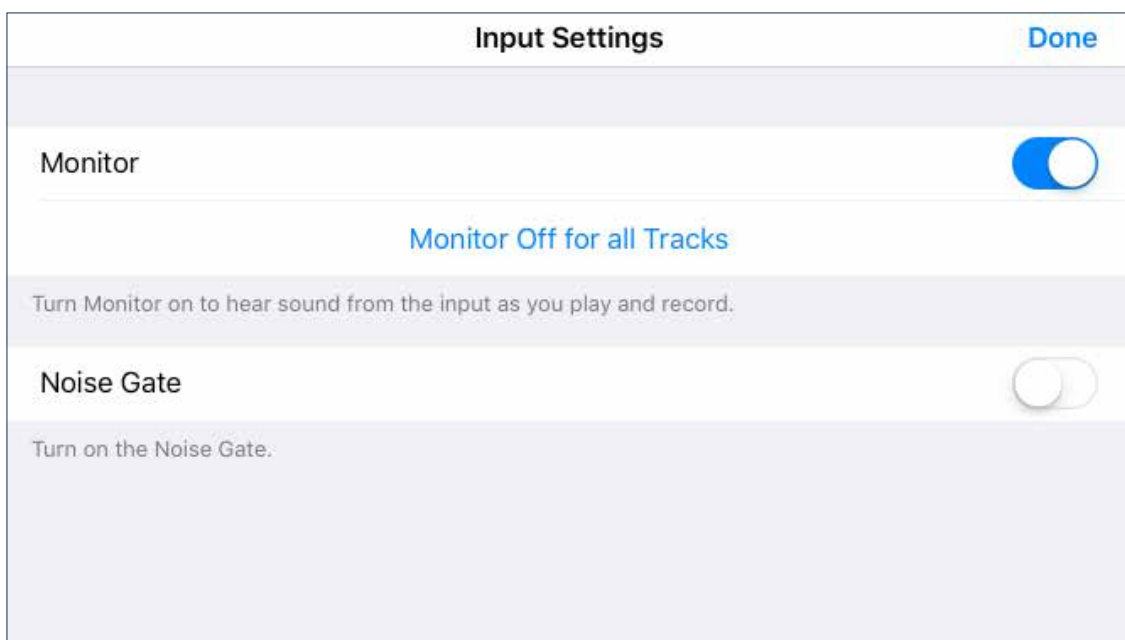 Input Settings
Done
Monitor
Monitor Off for all Tracks
Turn Monitor on to hear sound from the input as you play and record.
Noise Gate
Turn on the Noise Gate.